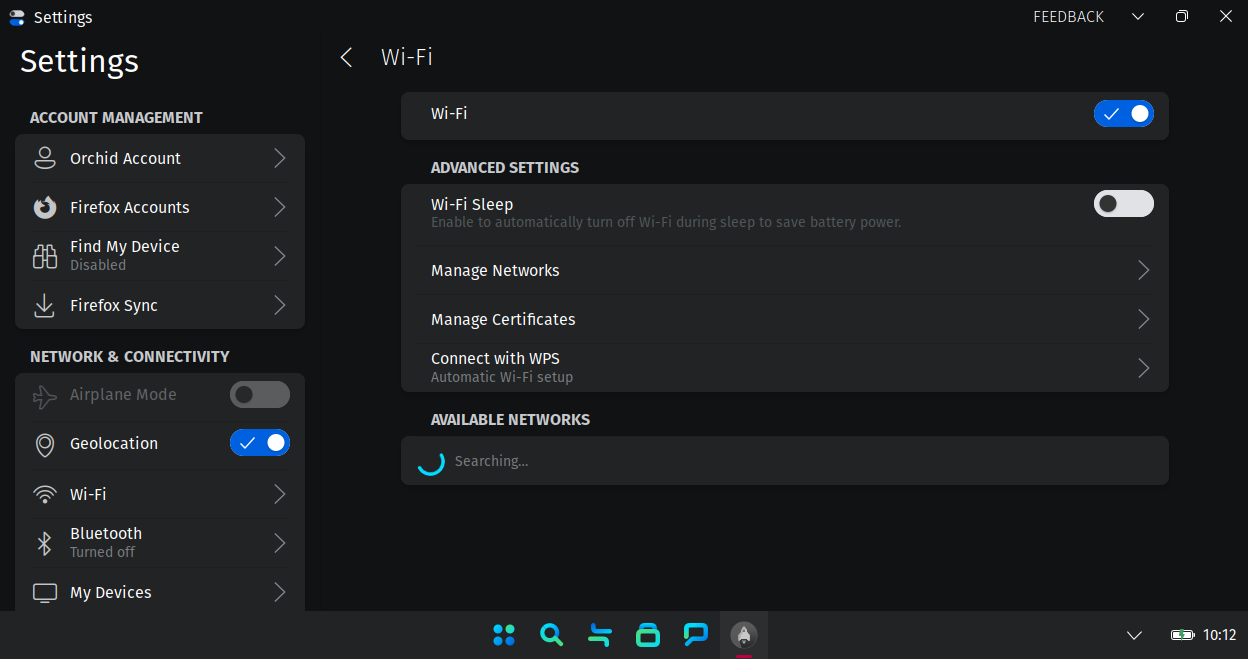 Settings
FEEDBACK
Settings
ACCOUNT MANAGEMENT
Orchid Account
Firefox Accounts
Find My Device
Disabled
Firefox Sync
NETWORK & CONNECTIVITY
Airplane Mode
Geolocation
Wi-Fi
Bluetooth
Turned off
My Devices
Wi-Fi
Wi-Fi
ADVANCED SETTINGS
Wi-Fi Sleep
Enable to automatically turn off Wi-Fi during sleep to save battery power.
Manage Networks
Manage Certificates
Connect with WPS
Automatic Wi-Fi setup
AVAILABLE NETWORKS
Searching...
10:12